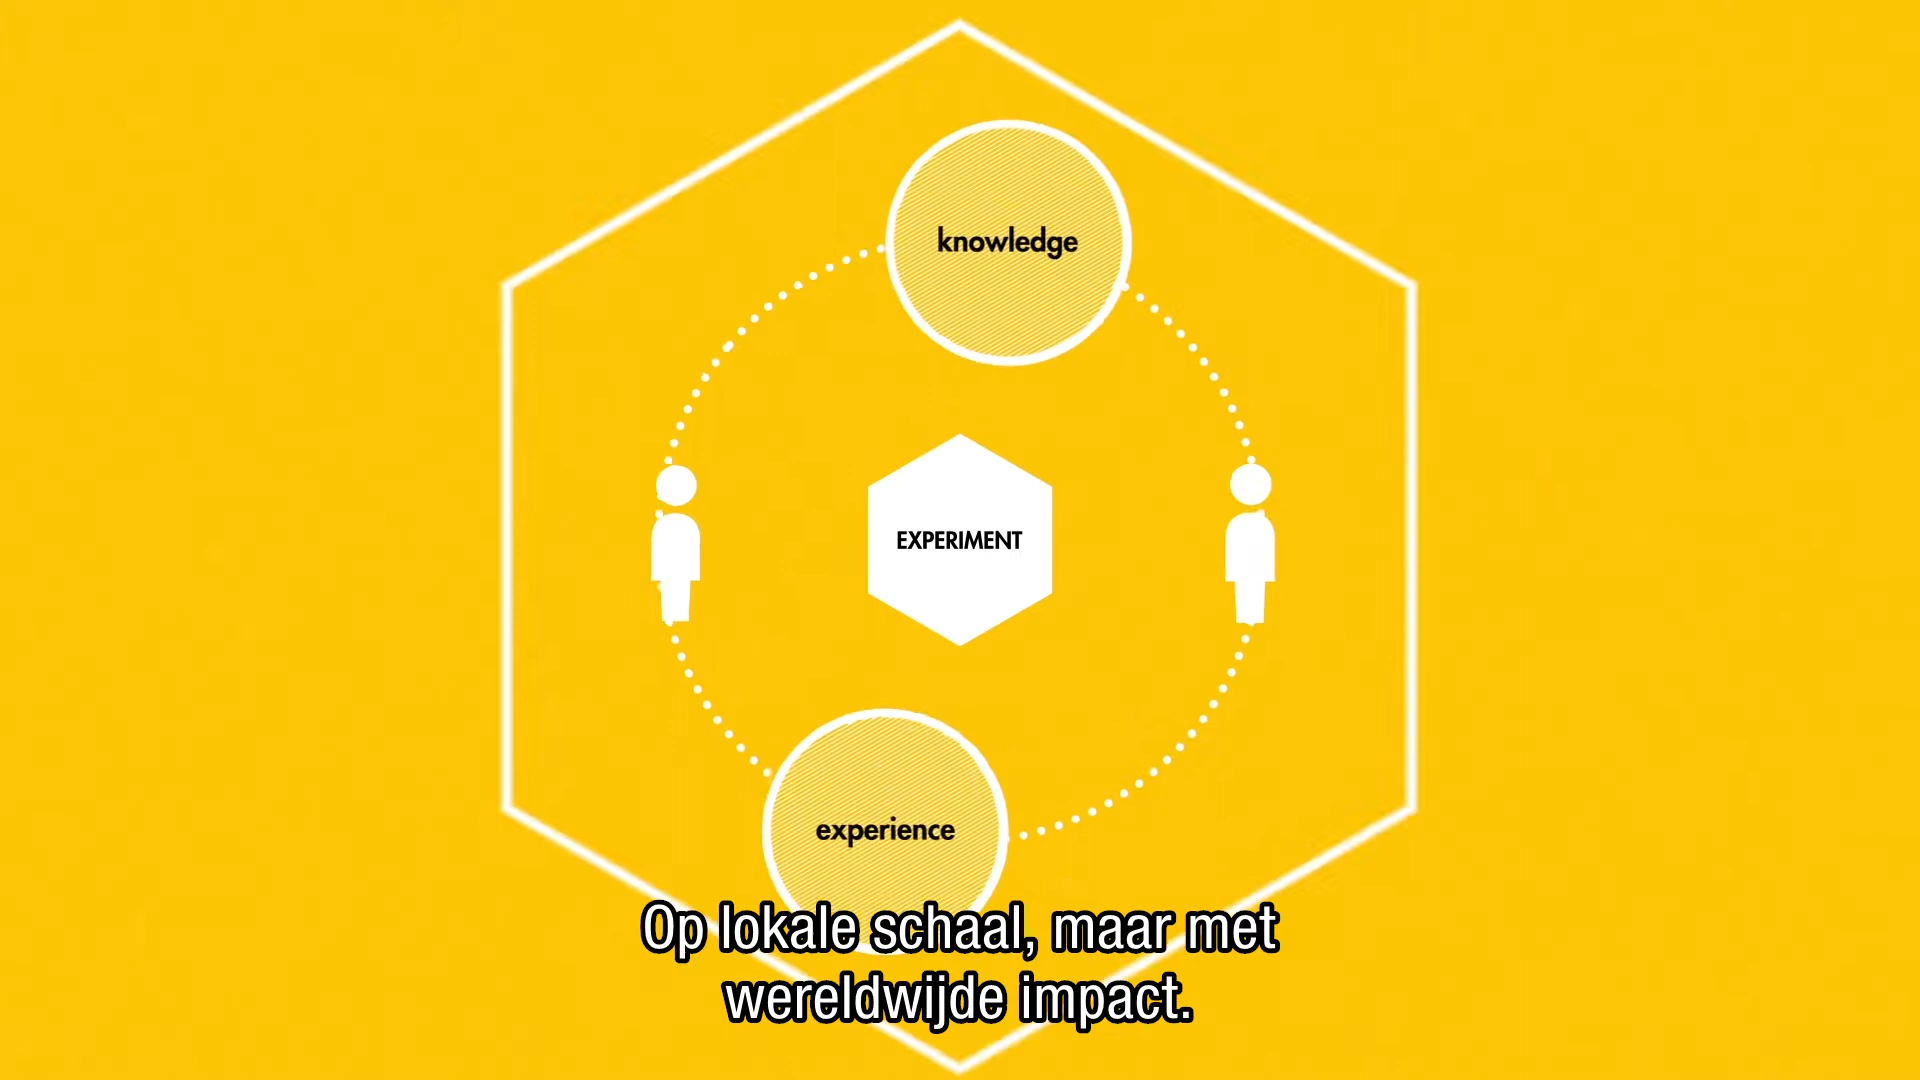 knowledge
EXPERIMENT
experience
Op lokale schaal, maar met
wereldwijde impact.